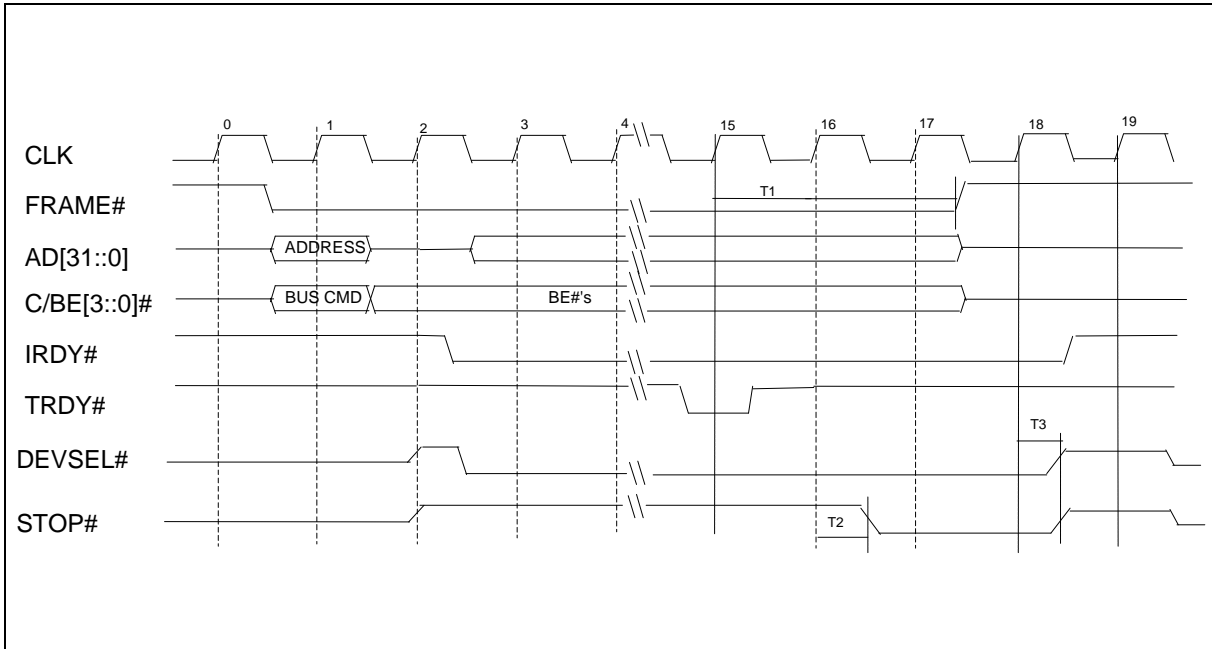 0 1 2 3 4 15 16 17 18 19
CLK
FRAME#
T1
AD[31::0]
ADDRESS
C/BE[3::0]#
BUS CMD
BE#'s
IRDY#
TRDY#
T3
DEVSEL#
STOP#
T2